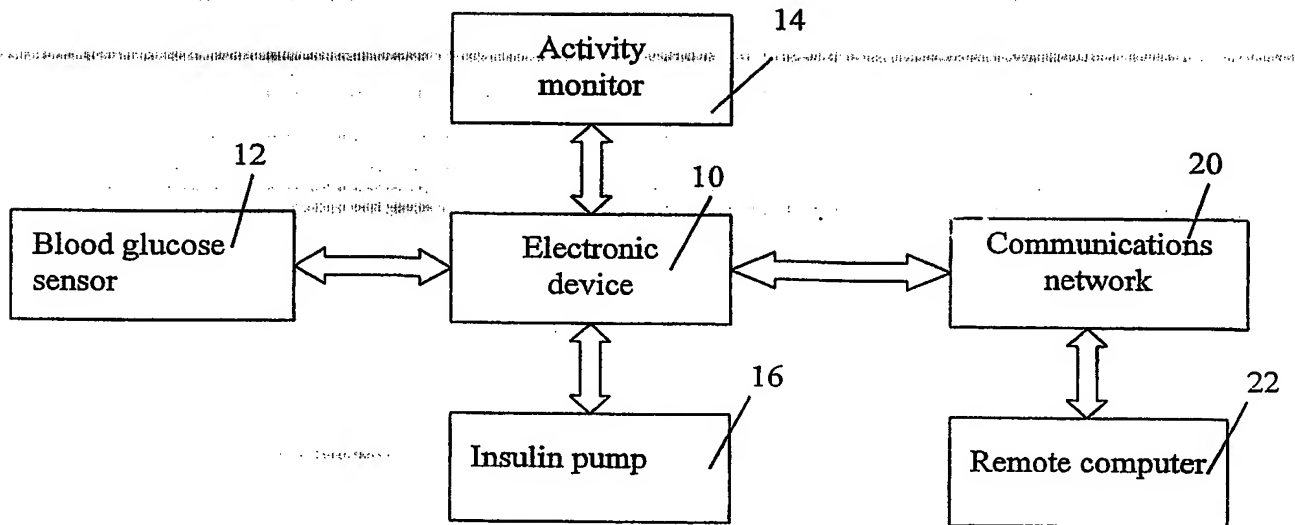 14
Activity
monitor
12
10
20
Blood glucose
sensor
Electronic
device
Communications
network
16
22
Insulin pump
Remote computer